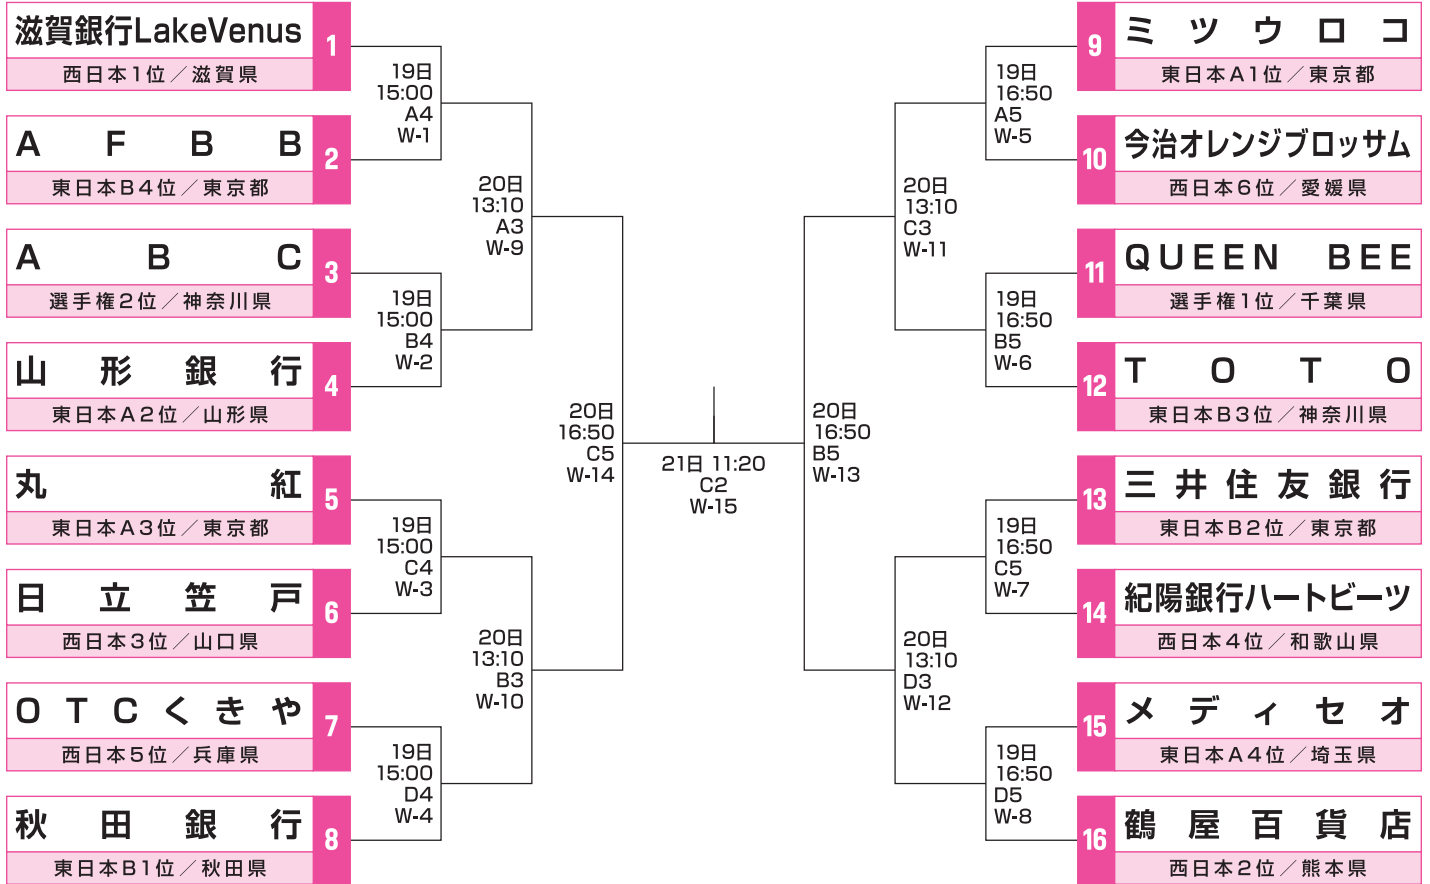 滋賀銀行LakeVenus
西日本1位／滋賀県
1
AFBB
東日本B4位／東京都
2
ABC
選手権2位／神奈川県
3
山形銀行
東日本A2位／山形県
4
丸紅
東日本A3位／東京都
5
日立笠戸
西日本3位／山口県
6
OTCくきや
西日本5位／兵庫県
7
秋田銀行
東日本B1位／秋田県
8
19日
15:00
A4
W-1
19日
15:00
B4
W-2
19日
15:00
C4
W-3
19日
15:00
D4
W-4
20日
13:10
A3
W-9
20日
13:10
B3
W-10
20日
16:50
C5
W-14
21日 11:20
C2
W-15
20日
16:50
B5
W-13
20日
13:10
C3
W-11
20日
13:10
D3
W-12
19日
16:50
A5
W-5
19日
16:50
B5
W-6
19日
16:50
C5
W-7
19日
16:50
D5
W-8
9
ミツウロコ
東日本A1位／東京都
10
今治オレンジブロッサム
西日本6位／愛媛県
11
QUEEN BEE
選手権1位／千葉県
12
TOTO
東日本B3位／神奈川県
13
三井住友銀行
東日本B2位／東京都
14
紀陽銀行ハートビーツ
西日本4位／和歌山県
15
メディセオ
東日本A4位／埼玉県
16
鶴屋百貨店
西日本2位／熊本県